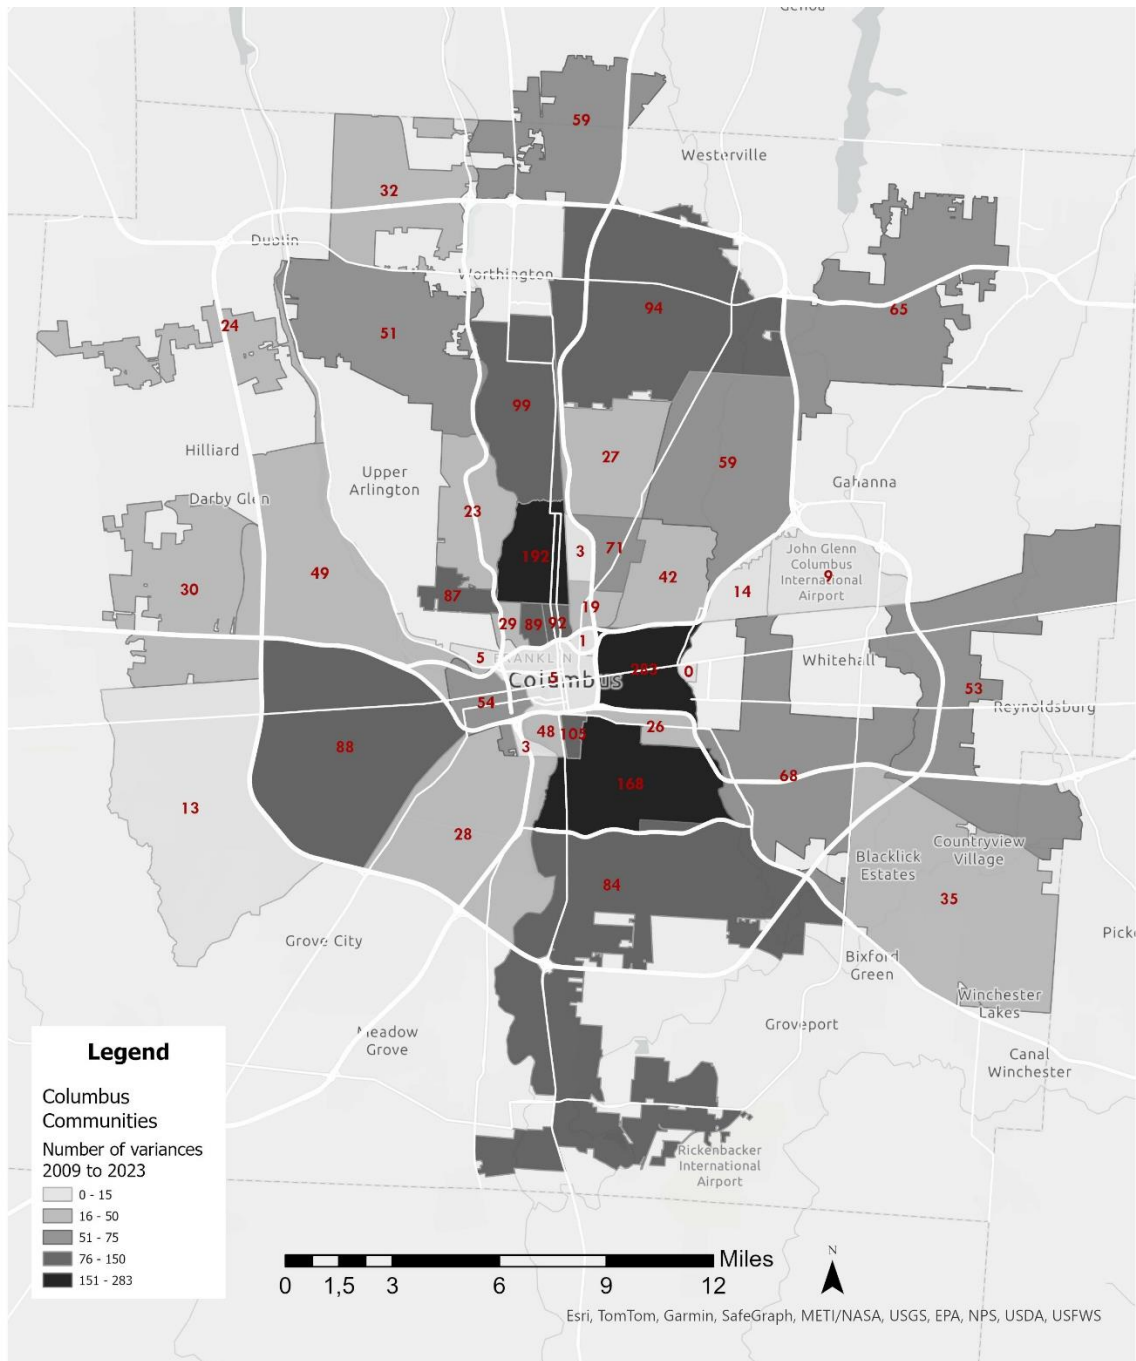 Genoa
59
Westerville
32
Dublin
Worthington
65
94
24
51
99
Hilliard
27
59
Upper
Arlington
Gahanna
Darby Glen
23
192
3
71
John Glenn
Columbus
International
Airport
49
42
9
30
87
14
19
29
89
92
1
5
FRANKLIN
Whitehall
283
0
5
Columbus
53
54
Reynoldsburg
48
105
26
3
88
68
168
13
28
Countryview
Village
Blacklick
Estates
84
35
Grove City
Picke
Bixford
Green
Winchester
Lakes
Meadow
Grove
Groveport
Canal
Winchester
Rickenbacker
International
Airport
Legend
Columbus
Communities
Number of variances
2009 to 2023
0 - 15
16 - 50
51 - 75
76 - 150
151 - 283
Miles
0 1,5 3 6 9 12
N
Esri, TomTom, Garmin, SafeGraph, METI/NASA, USGS, EPA, NPS, USDA, USFWS